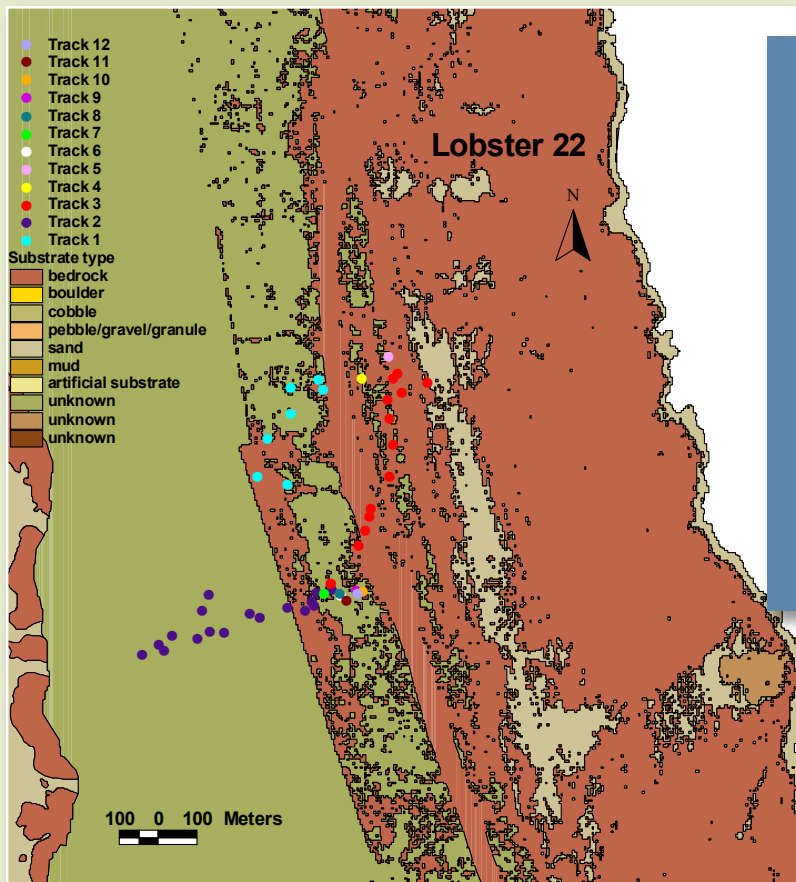 Track 12
Track 11
Track 10
Track 9
Track 8
Track 7
Track 6
Track 5
Track 4
Track 3
Track 2
Track 1
Substrate type
bedrock
boulder
cobble
pebble/gravel/granule
sand
mud
artificial substrate
unknown
unknown
unknown
Lobster 22
N
100 0 100 Meters